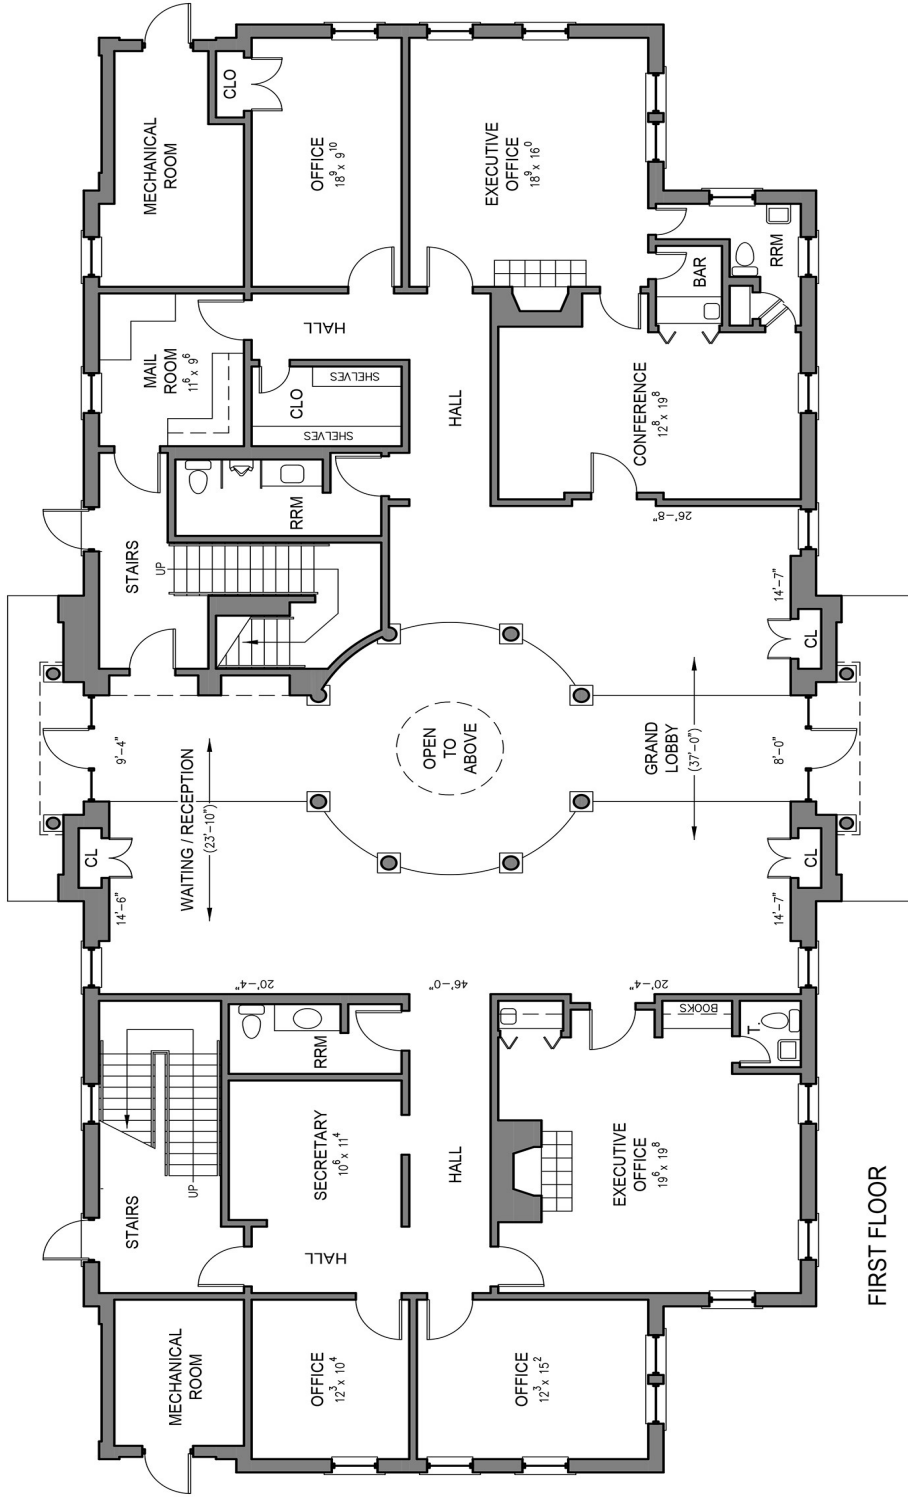 MECHANICAL
ROOM
STAIRS
UP
CL
14'-6"
9'-4"
STAIRS
UP
MAIL
ROOM
11⁶ x 9⁶
MECHANICAL
ROOM
CLO
WAITING / RECEPTION
(23'-10")
20'-4"
OFFICE
12³ x 10⁴
HALL
SECRETARY
10⁶ x 11⁴
RRM
RRM
CLO
SHELVES
SHELVES
HALL
OFFICE
18⁹ x 9¹⁰
HALL
46'-0"
OPEN
TO
ABOVE
HALL
OFFICE
12³ x 15²
EXECUTIVE
OFFICE
18⁹ x 16⁰
EXECUTIVE
OFFICE
19⁶ x 19⁸
20'-4"
GRAND
LOBBY
(37'-0")
26'-8"
CONFERENCE
12⁸ x 19⁸
BAR
BOOKS
T.
RRM
14'-7"
8'-0"
14'-7"
CL
CL
FIRST FLOOR